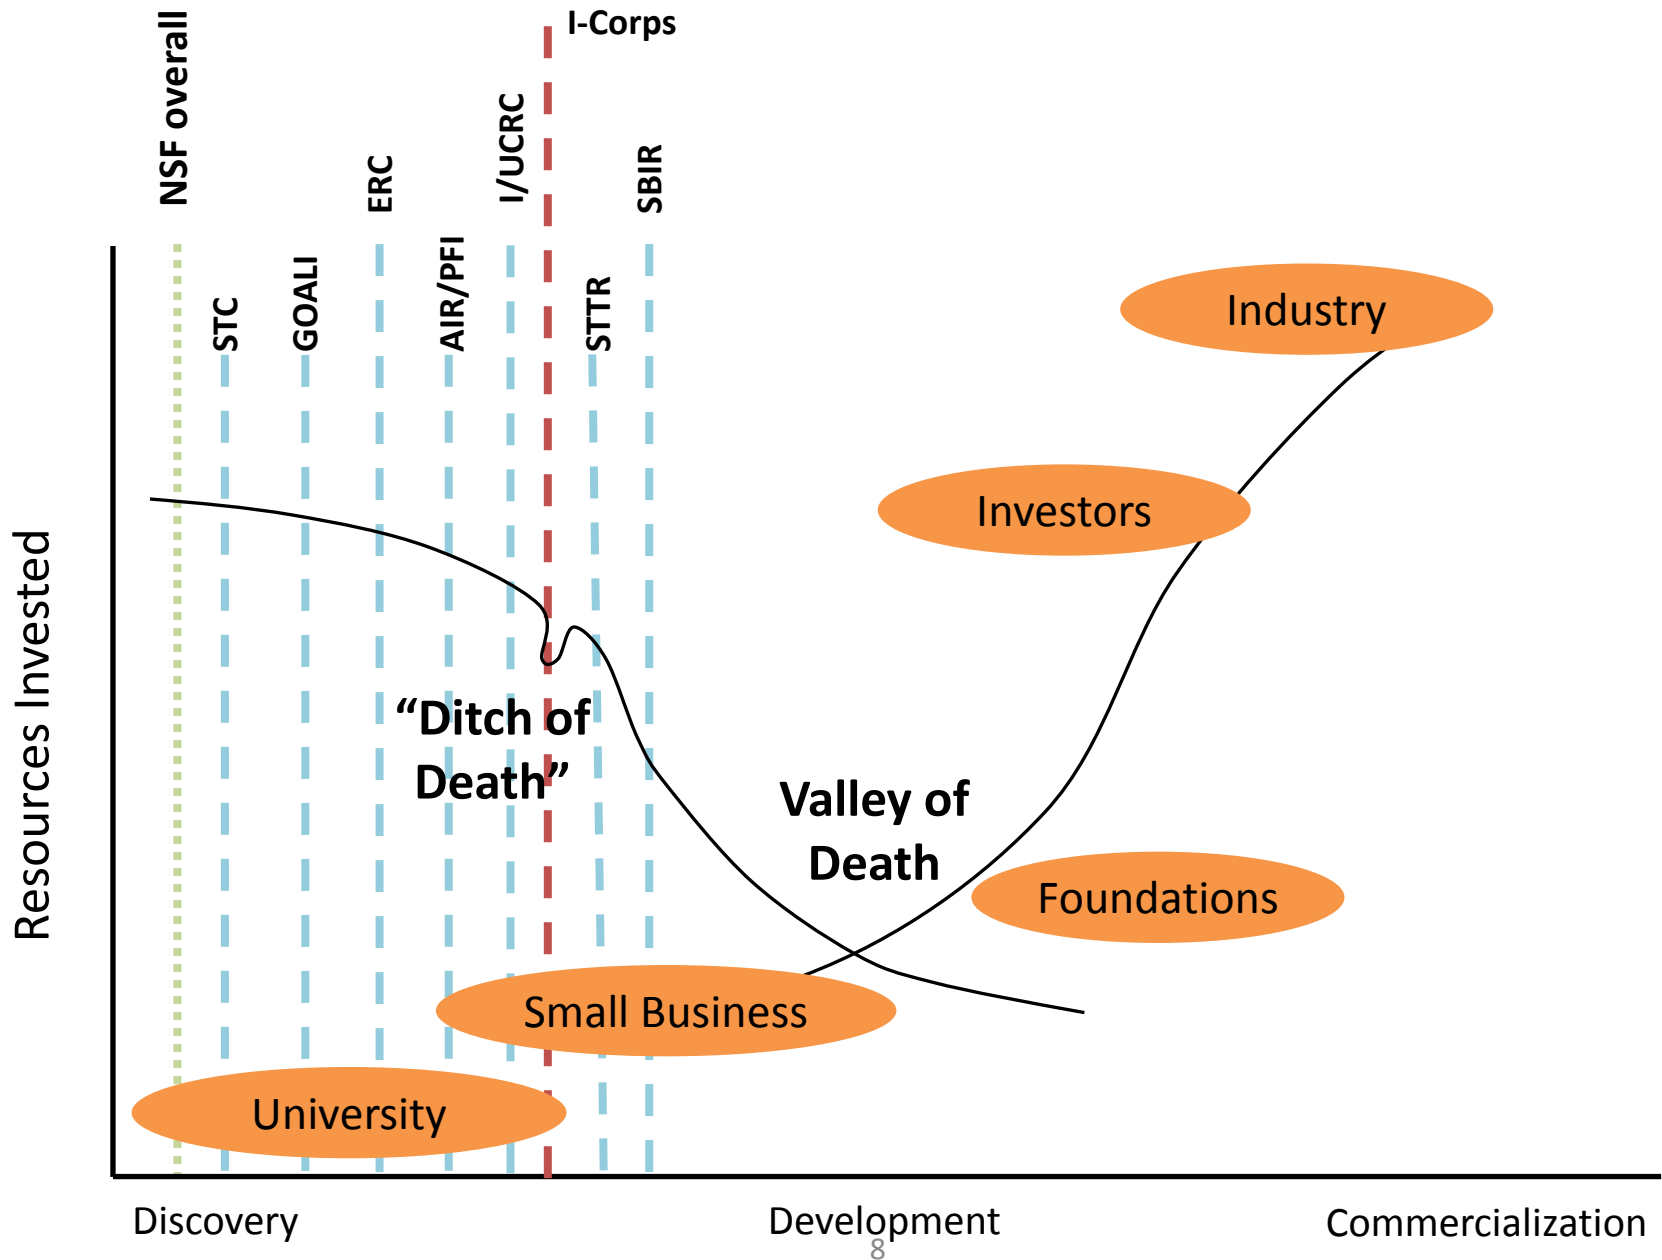 I-Corps
NSF overall
STC
GOALI
ERC
AIR/PFI
I/UCRC
STTR
SBIR
Industry
Investors
Resources Invested
“Ditch of
Death”
Valley of
Death
Foundations
Small Business
University
Discovery
Development
Commercialization
8